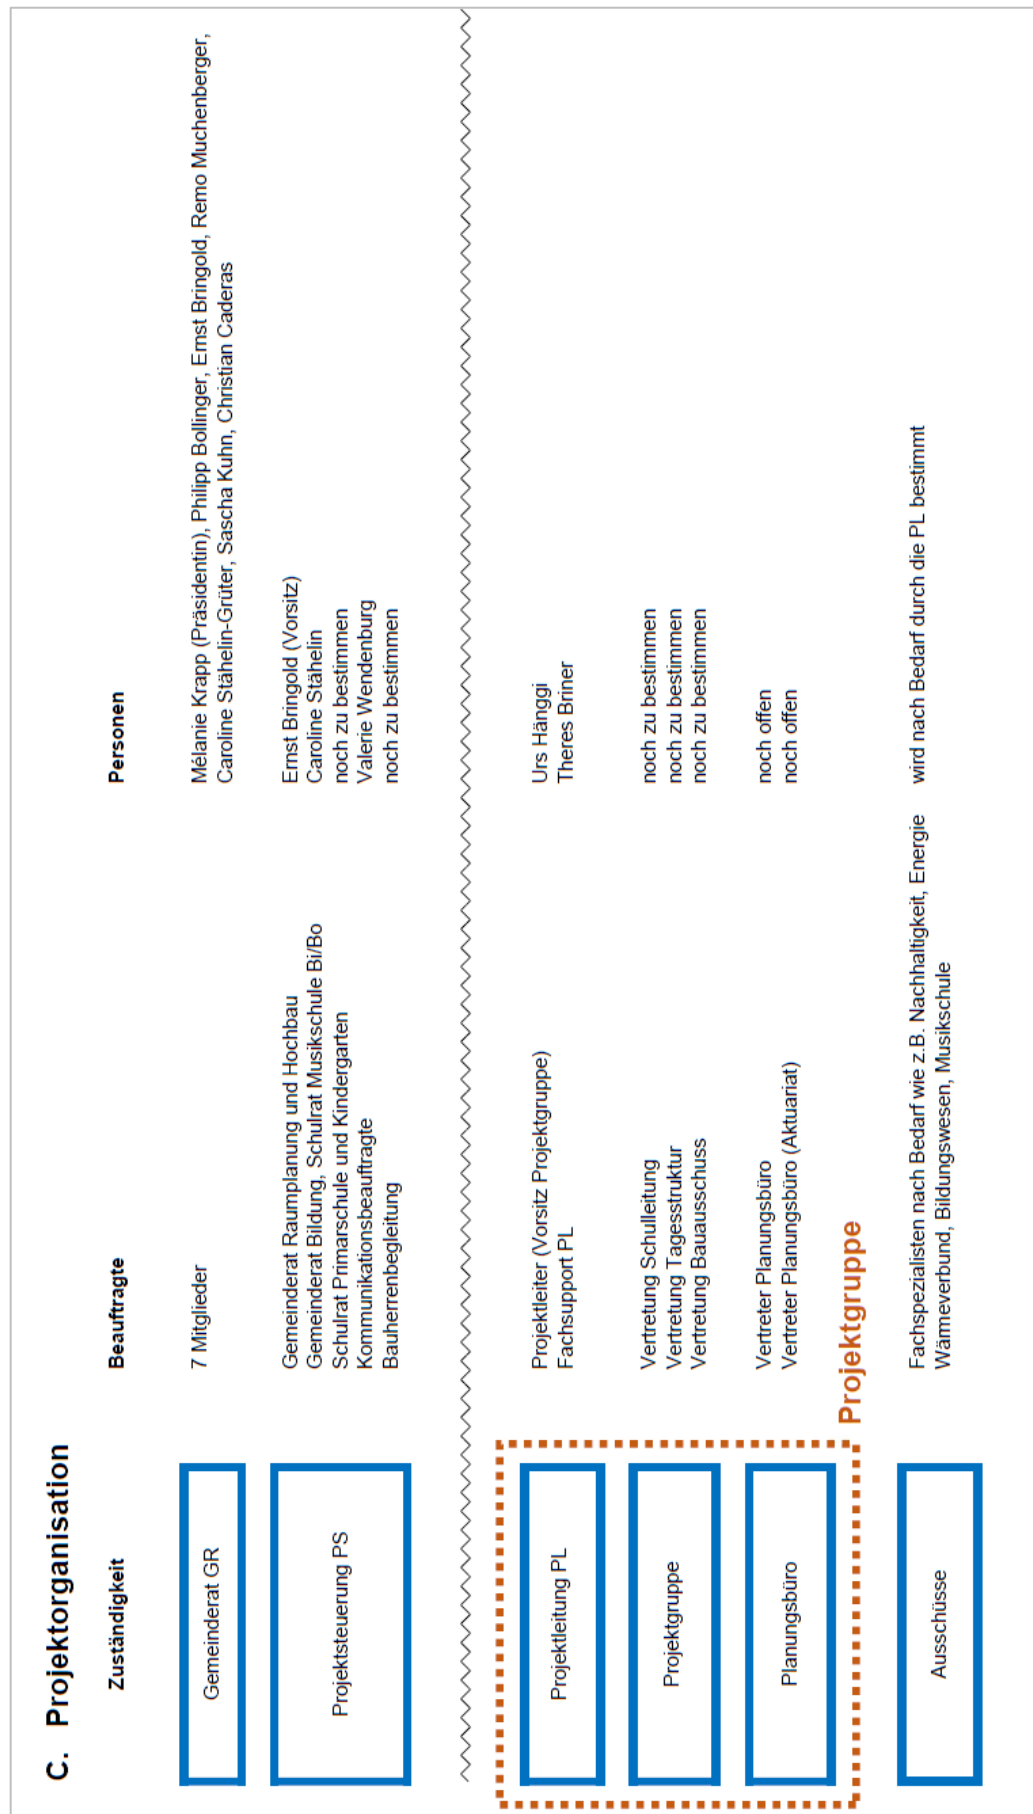 C. Projektorganisation
Zuständigkeit
Beauftragte
Personen
Gemeinderat GR
7 Mitglieder
Mélanie Krapp (Präsidentin), Philipp Bollinger, Ernst Bringold, Remo Muchenberger,
Caroline Stähelin-Grüter, Sascha Kuhn, Christian Caderas
Projektsteuerung PS
Gemeinderat Raumplanung und Hochbau
Gemeinderat Bildung, Schulrat Musikschule Bi/Bo
Schulrat Primarschule und Kindergarten
Kommunikationsbeauftragte
Bauherrenbegleitung
Ernst Bringold (Vorsitz)
Caroline Stähelin
noch zu bestimmen
Valerie Wendenburg
noch zu bestimmen
Projektleitung PL
Projektleiter (Vorsitz Projektgruppe)
Fachsupport PL
Urs Hänggi
Theres Briner
Projektgruppe
Vertretung Schulleitung
Vertretung Tagesstruktur
Vertretung Bauausschuss
noch zu bestimmen
noch zu bestimmen
noch zu bestimmen
Planungsbüro
Vertreter Planungsbüro
Vertreter Planungsbüro (Aktuariat)
noch offen
noch offen
Projektgruppe
Ausschüsse
Fachspezialisten nach Bedarf wie z.B. Nachhaltigkeit, Energie
Wärmeverbund, Bildungswesen, Musikschule
wird nach Bedarf durch die PL bestimmt